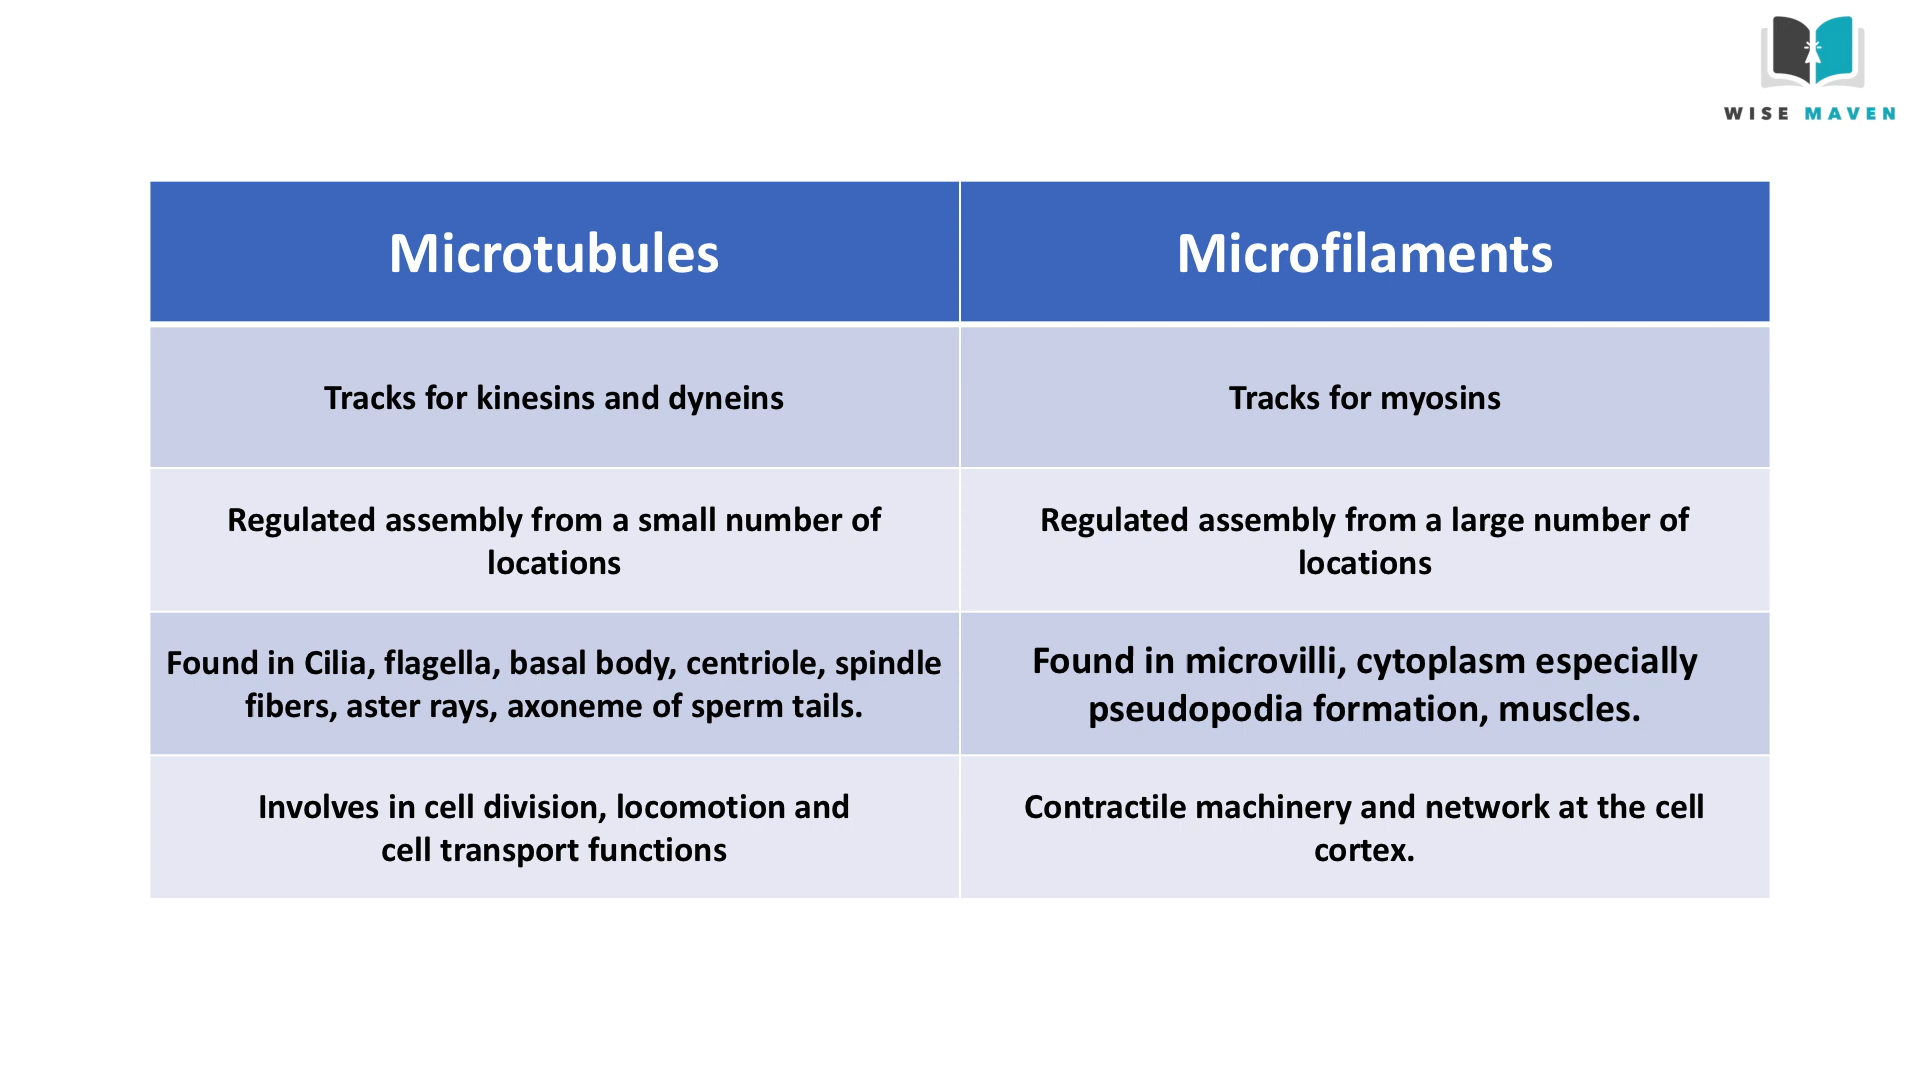 WISE MAVEN
Microtubules
Microfilaments
Tracks for kinesins and dyneins
Tracks for myosins
Regulated assembly from a small number of
locations
Regulated assembly from a large number of
locations
Found in Cilia, flagella, basal body, centriole, spindle
fibers, aster rays, axoneme of sperm tails.
Found in microvilli, cytoplasm especially
pseudopodia formation, muscles.
Involves in cell division, locomotion and
cell transport functions
Contractile machinery and network at the cell
cortex.